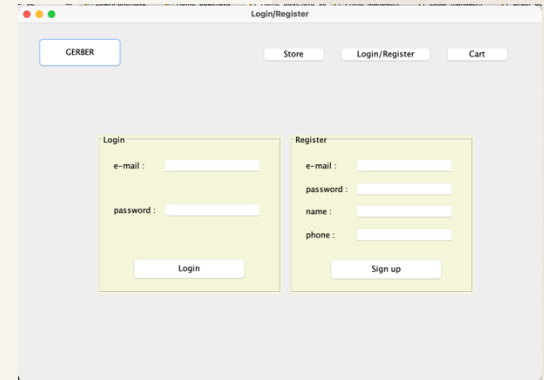 Login/Register
GERBER
Store
Login/Register
Cart
Login
e-mail :
password :
Login
Register
e-mail :
password :
name :
phone :
Sign up